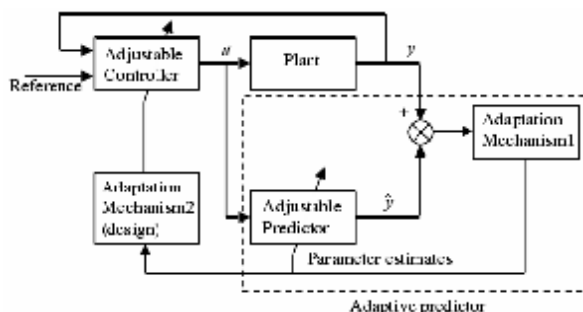 u
y
Adjustable
Controller
Plant
Reference
+
Adaptation
Mechanism1
Adaptation
Mechanism2
(design)
Adjustable
Predictor
ŷ
Parameter estimates
Adaptive predictor